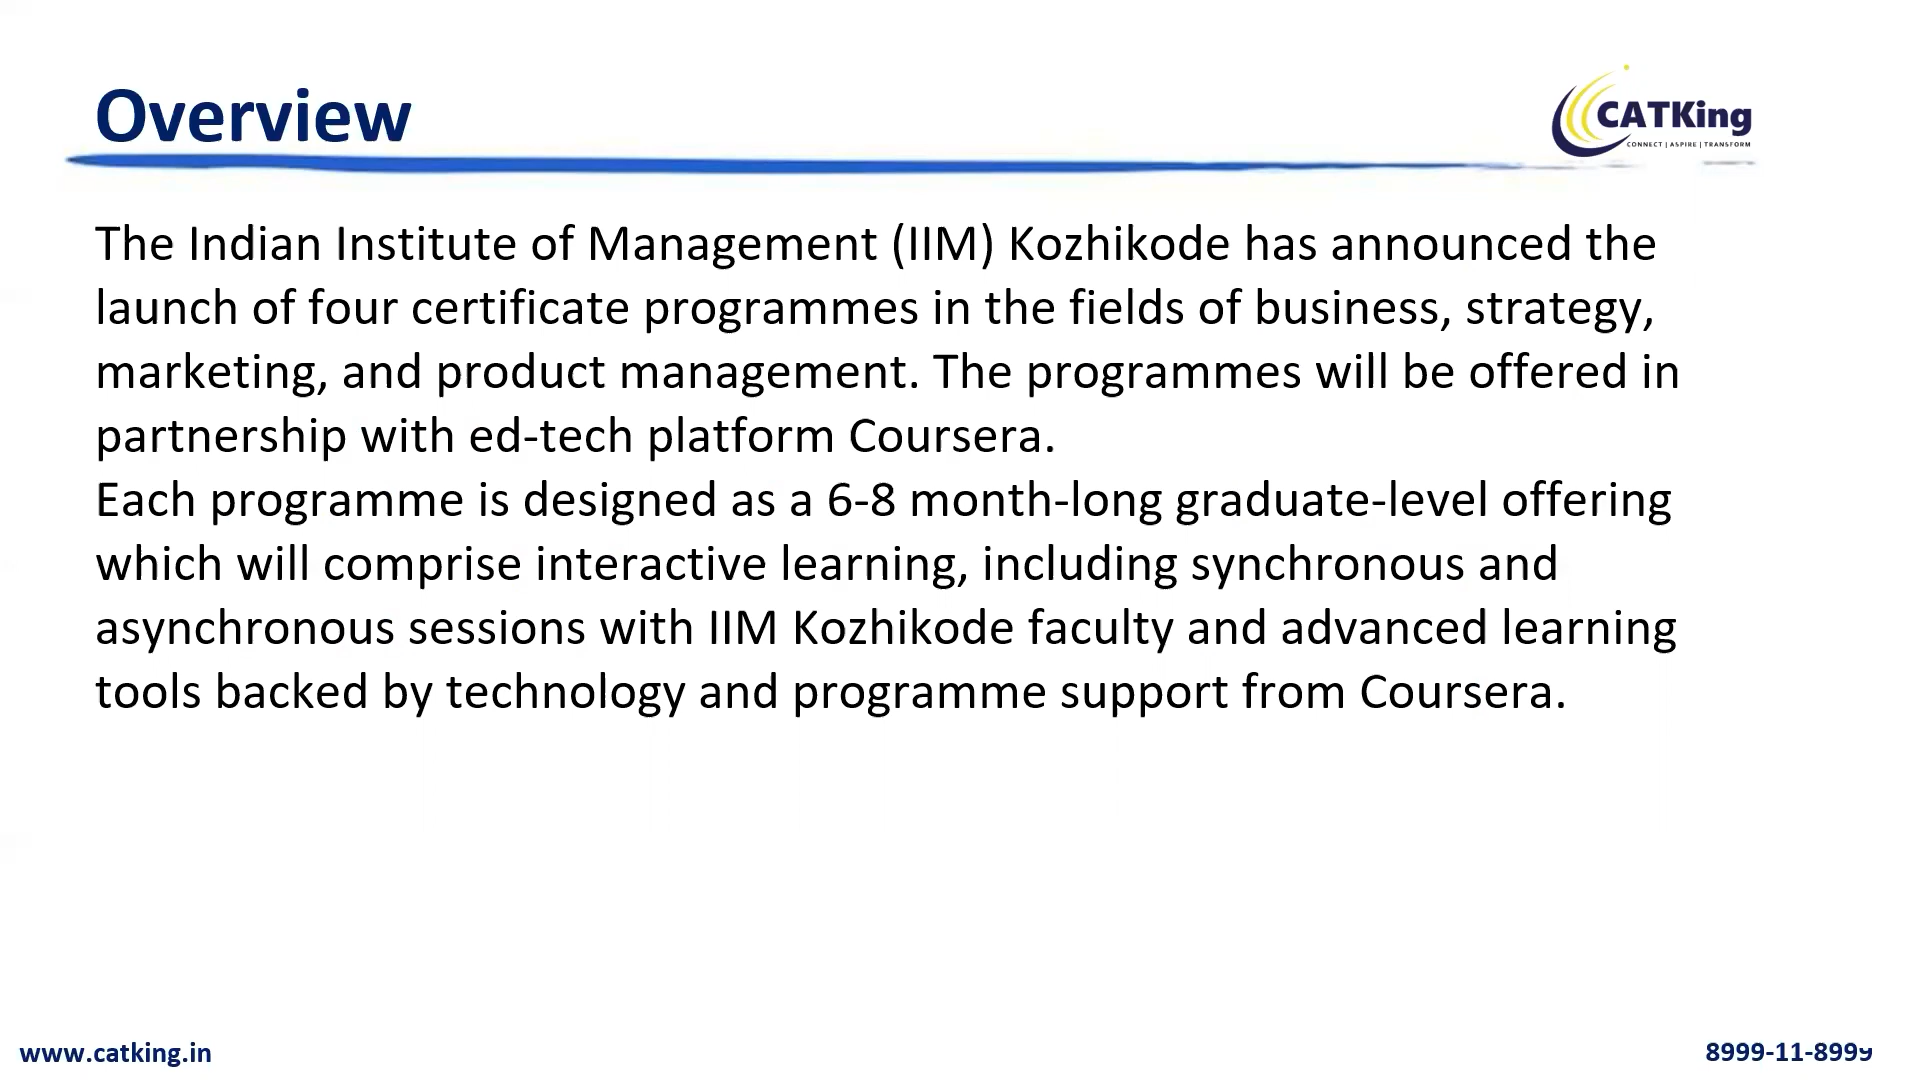 Overview
CATKing
CONNECT | ASPIRE | TRANSFORM
The Indian Institute of Management (IIM) Kozhikode has announced the
launch of four certificate programmes in the fields of business, strategy,
marketing, and product management. The programmes will be offered in
partnership with ed-tech platform Coursera.
Each programme is designed as a 6-8 month-long graduate-level offering
which will comprise interactive learning, including synchronous and
asynchronous sessions with IIM Kozhikode faculty and advanced learning
tools backed by technology and programme support from Coursera.
www.catking.in
8999-11-8999